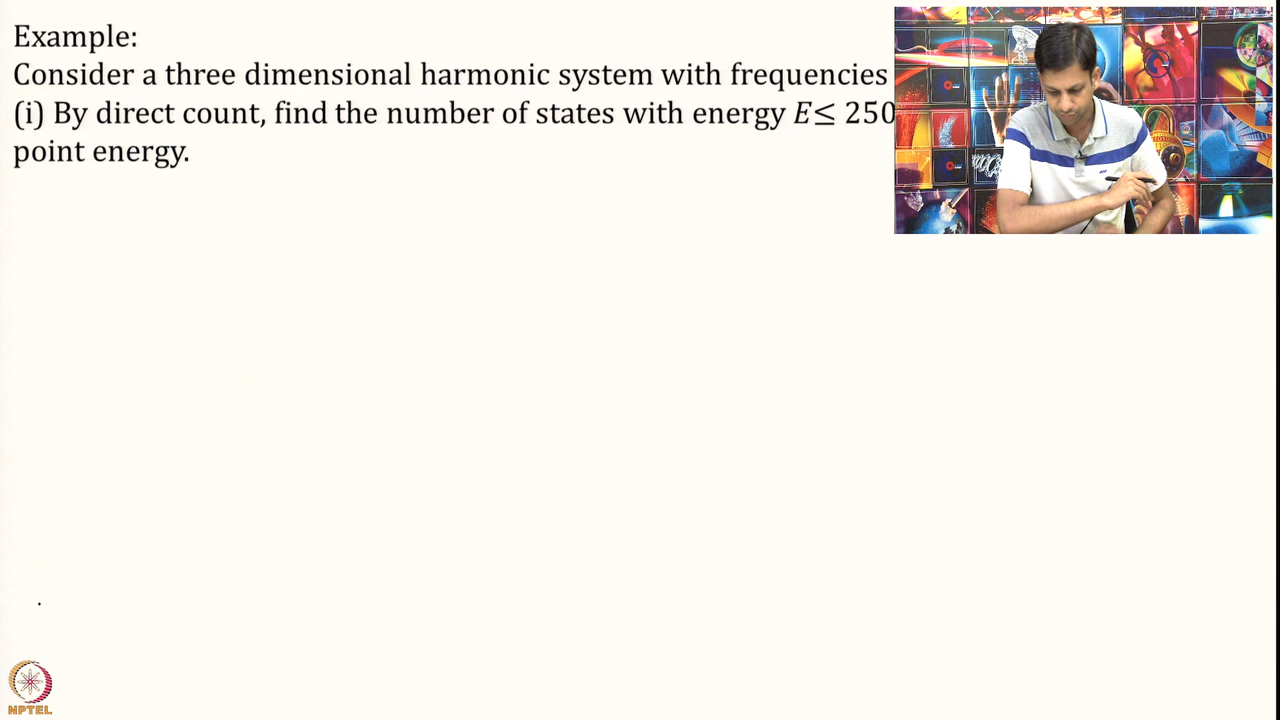 Example:
Consider a three dimensional harmonic system with frequencies
(i) By direct count, find the number of states with energy E≤ 250
point energy.
NPTEL